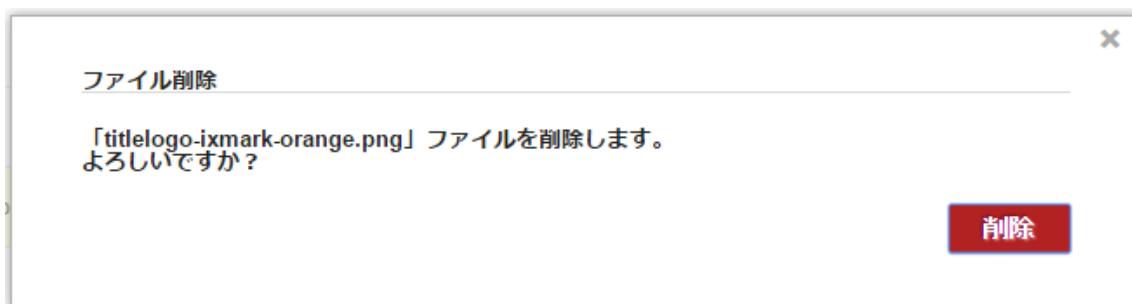 ファイル削除
「titlelogo-ixmark-orange.png」ファイルを削除します。
よろしいですか？
削除